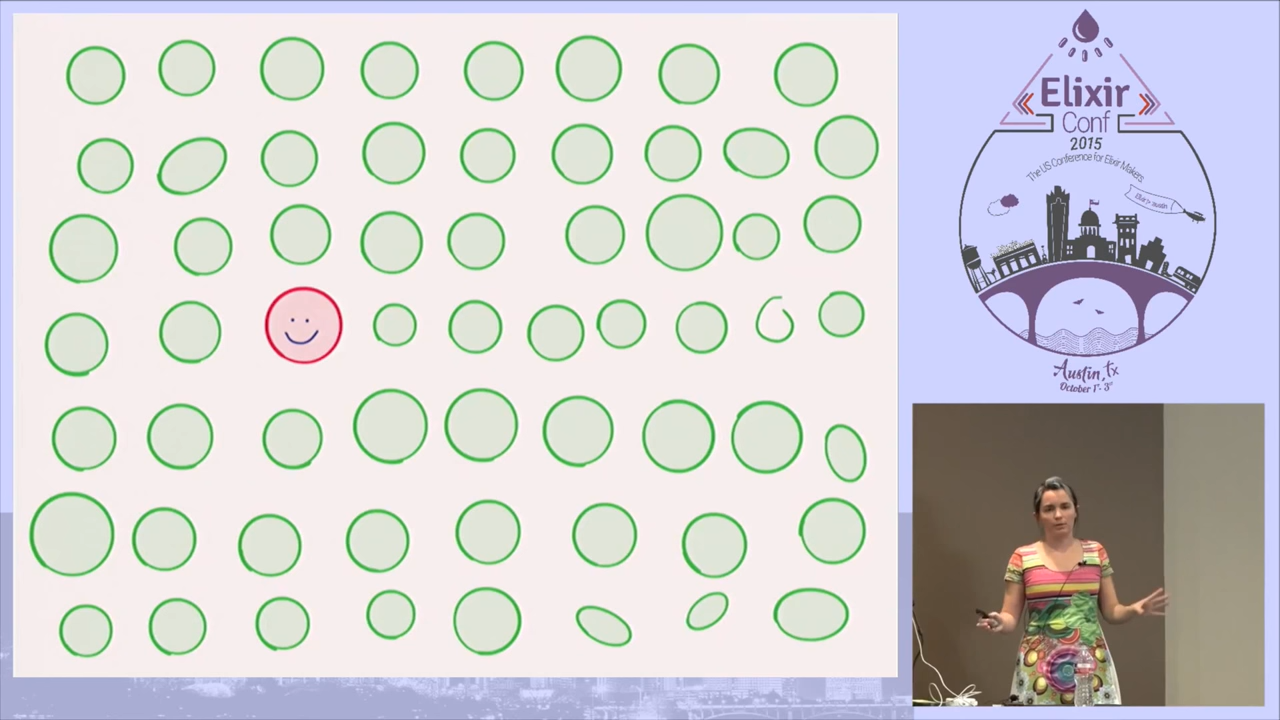 Elixir
Conf
2015
The US Conference for Elixir Makers
Austin, tx
October 1st - 3rd